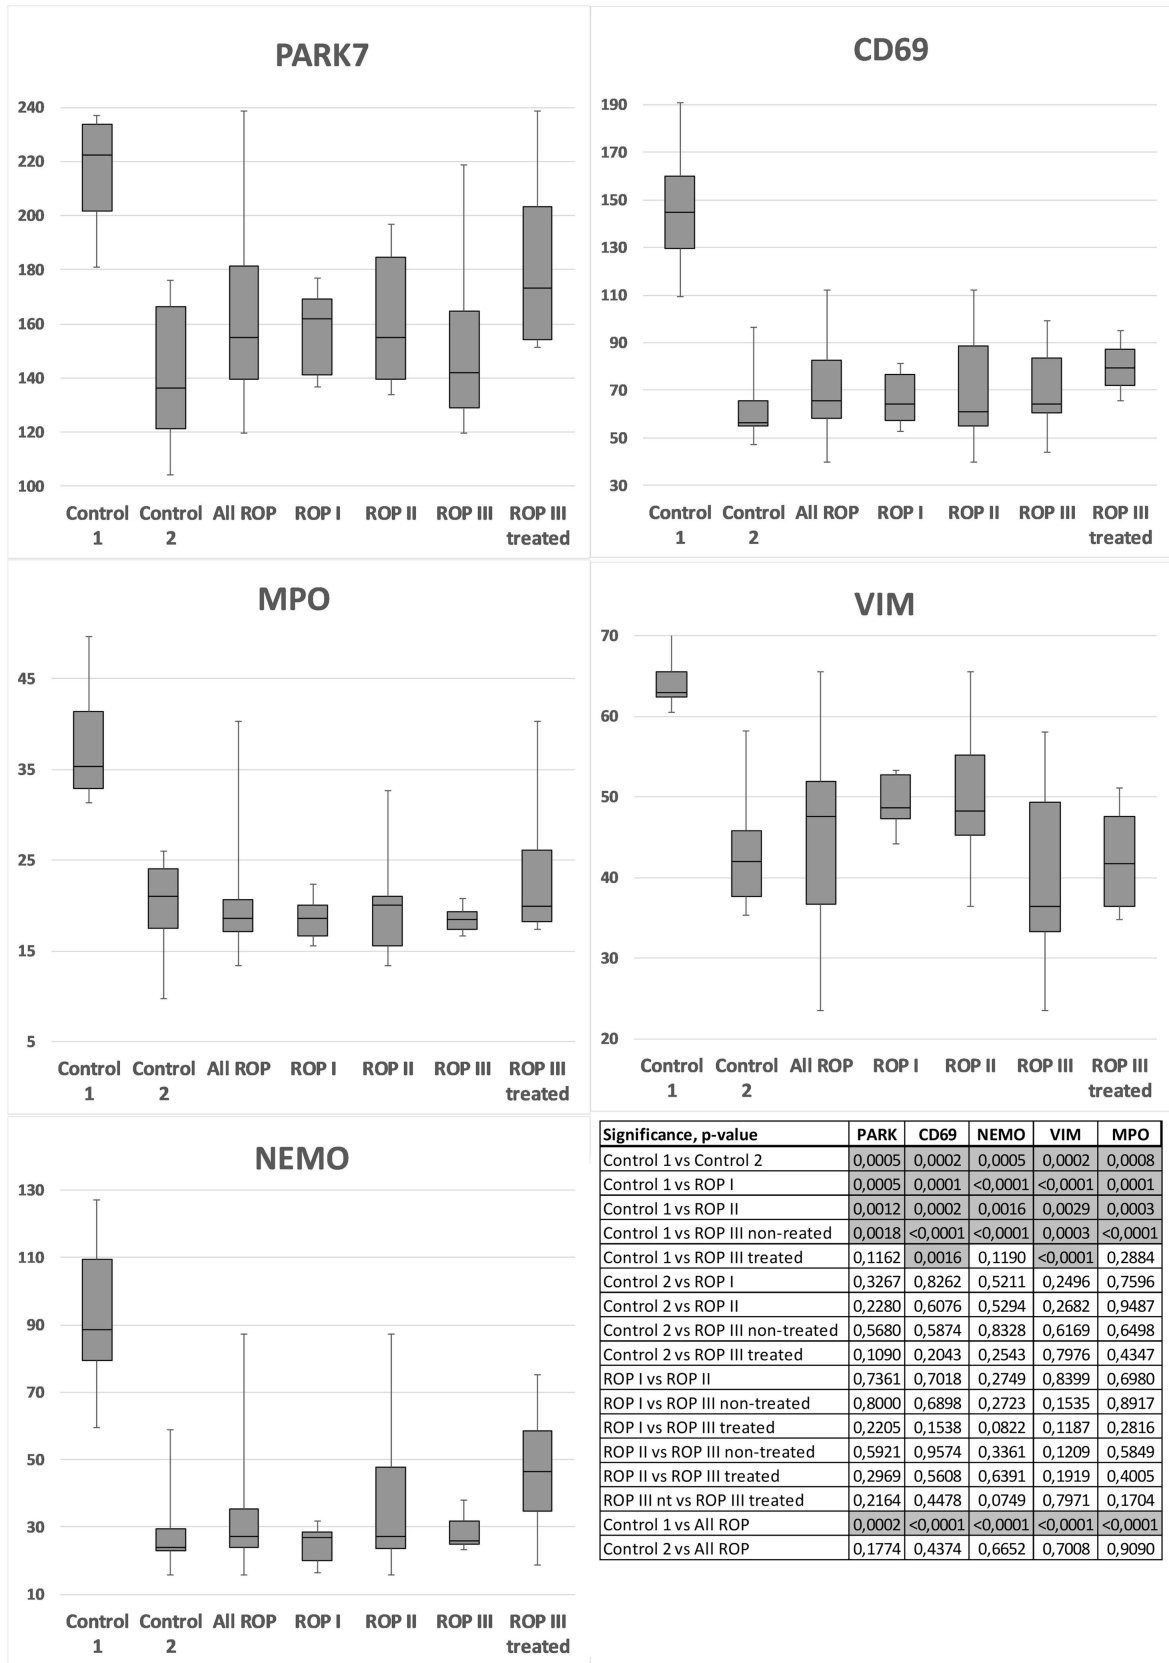 PARK7
240
220
200
180
160
140
120
100
Control 1 Control 2 All ROP ROP I ROP II ROP III ROP III treated
CD69
190
170
150
130
110
90
70
50
30
Control 1 Control 2 All ROP ROP I ROP II ROP III ROP III treated
MPO
45
35
25
15
5
Control 1 Control 2 All ROP ROP I ROP II ROP III ROP III treated
VIM
70
60
50
40
30
20
Control 1 Control 2 All ROP ROP I ROP II ROP III ROP III treated
NEMO
130
110
90
70
50
30
10
Control 1 Control 2 All ROP ROP I ROP II ROP III ROP III treated
Significance, p-value PARK CD69 NEMO VIM MPO
Control 1 vs Control 2 0,0005 0,0002 0,0005 0,0002 0,0008
Control 1 vs ROP I 0,0005 0,0001 <0,0001 <0,0001 0,0001
Control 1 vs ROP II 0,0012 0,0002 0,0016 0,0029 0,0003
Control 1 vs ROP III non-reated 0,0018 <0,0001 <0,0001 0,0003 <0,0001
Control 1 vs ROP III treated 0,1162 0,0016 0,1190 <0,0001 0,2884
Control 2 vs ROP I 0,3267 0,8262 0,5211 0,2496 0,7596
Control 2 vs ROP II 0,2280 0,6076 0,5294 0,2682 0,9487
Control 2 vs ROP III non-treated 0,5680 0,5874 0,8328 0,6169 0,6498
Control 2 vs ROP III treated 0,1090 0,2043 0,2543 0,7976 0,4347
ROP I vs ROP II 0,7361 0,7018 0,2749 0,8399 0,6980
ROP I vs ROP III non-treated 0,8000 0,6898 0,2723 0,1535 0,8917
ROP I vs ROP III treated 0,2205 0,1538 0,0822 0,1187 0,2816
ROP II vs ROP III non-treated 0,5921 0,9574 0,3361 0,1209 0,5849
ROP II vs ROP III treated 0,2969 0,5608 0,6391 0,1919 0,4005
ROP III nt vs ROP III treated 0,2164 0,4478 0,0749 0,7971 0,1704
Control 1 vs All ROP 0,0002 <0,0001 <0,0001 <0,0001 <0,0001
Control 2 vs All ROP 0,1774 0,4374 0,6652 0,7008 0,9090